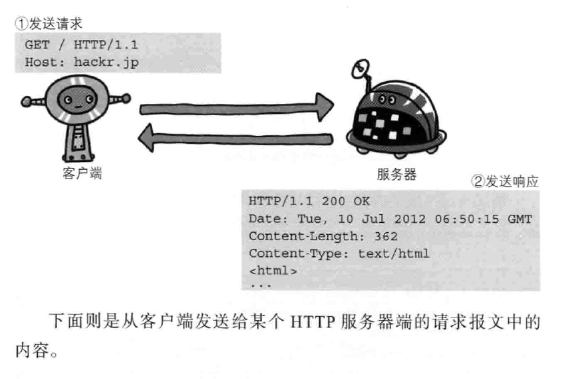 ①发送请求
GET / HTTP/1.1
Host: hackr.jp
客户端
服务器
②发送响应
HTTP/1.1 200 OK
Date: Tue, 10 Jul 2012 06:50:15 GMT
Content-Length: 362
Content-Type: text/html
<html>
...
下面则是从客户端发送给某个 HTTP 服务器端的请求报文中的
内容。